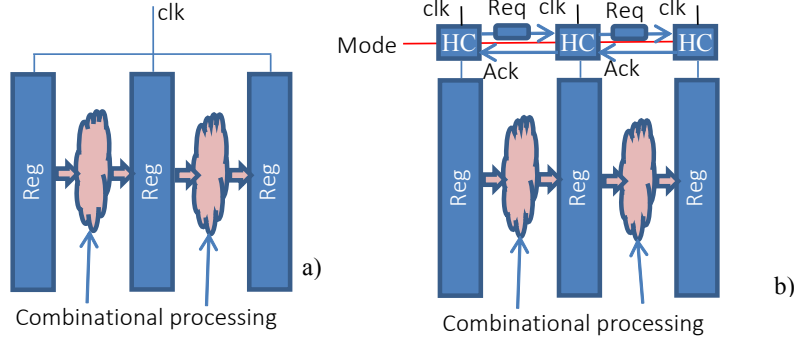 clk
Reg
Reg
Reg
a)
Combinational processing
clk Req clk Req clk
Mode HC HC HC
Ack Ack
Reg
Reg
Reg
b)
Combinational processing